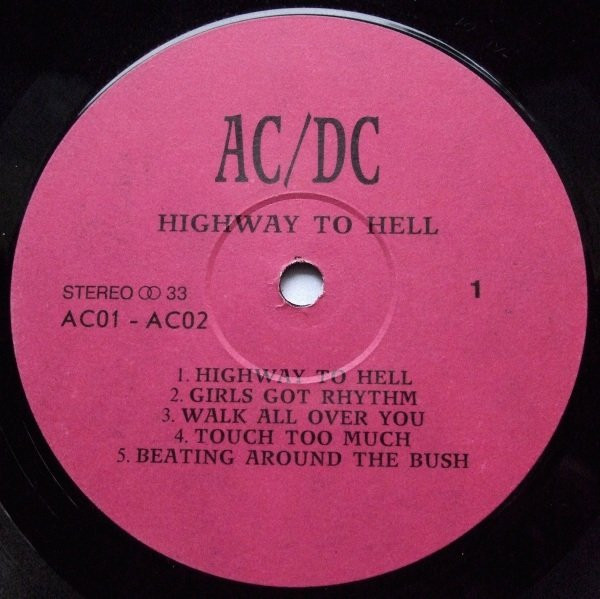 AC/DC
HIGHWAY TO HELL
STEREO 33
1
AC01 - AC02
1. HIGHWAY TO HELL
2. GIRLS GOT RHYTHM
3. WALK ALL OVER YOU
4. TOUCH TOO MUCH
5. BEATING AROUND THE BUSH